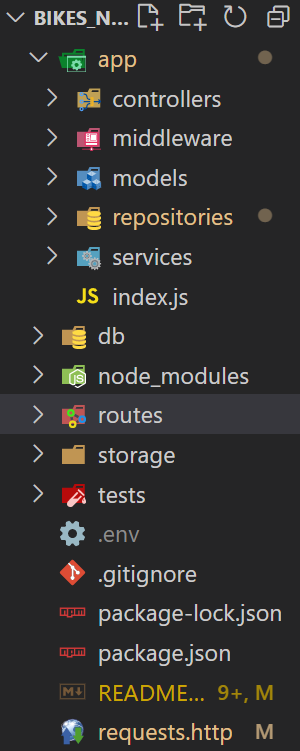 BIKES_N...
app
controllers
middleware
models
repositories
services
JS index.js
db
node_modules
routes
storage
tests
.env
.gitignore
package-lock.json
package.json
README... 9+, M
requests.http M